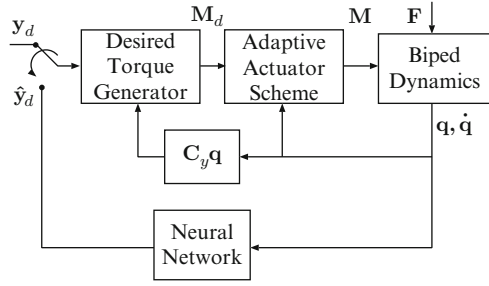 y_d
ŷ_d
Desired
Torque
Generator
M_d
Adaptive
Actuator
Scheme
M
F
Biped
Dynamics
q, q̇
C_y q
Neural
Network